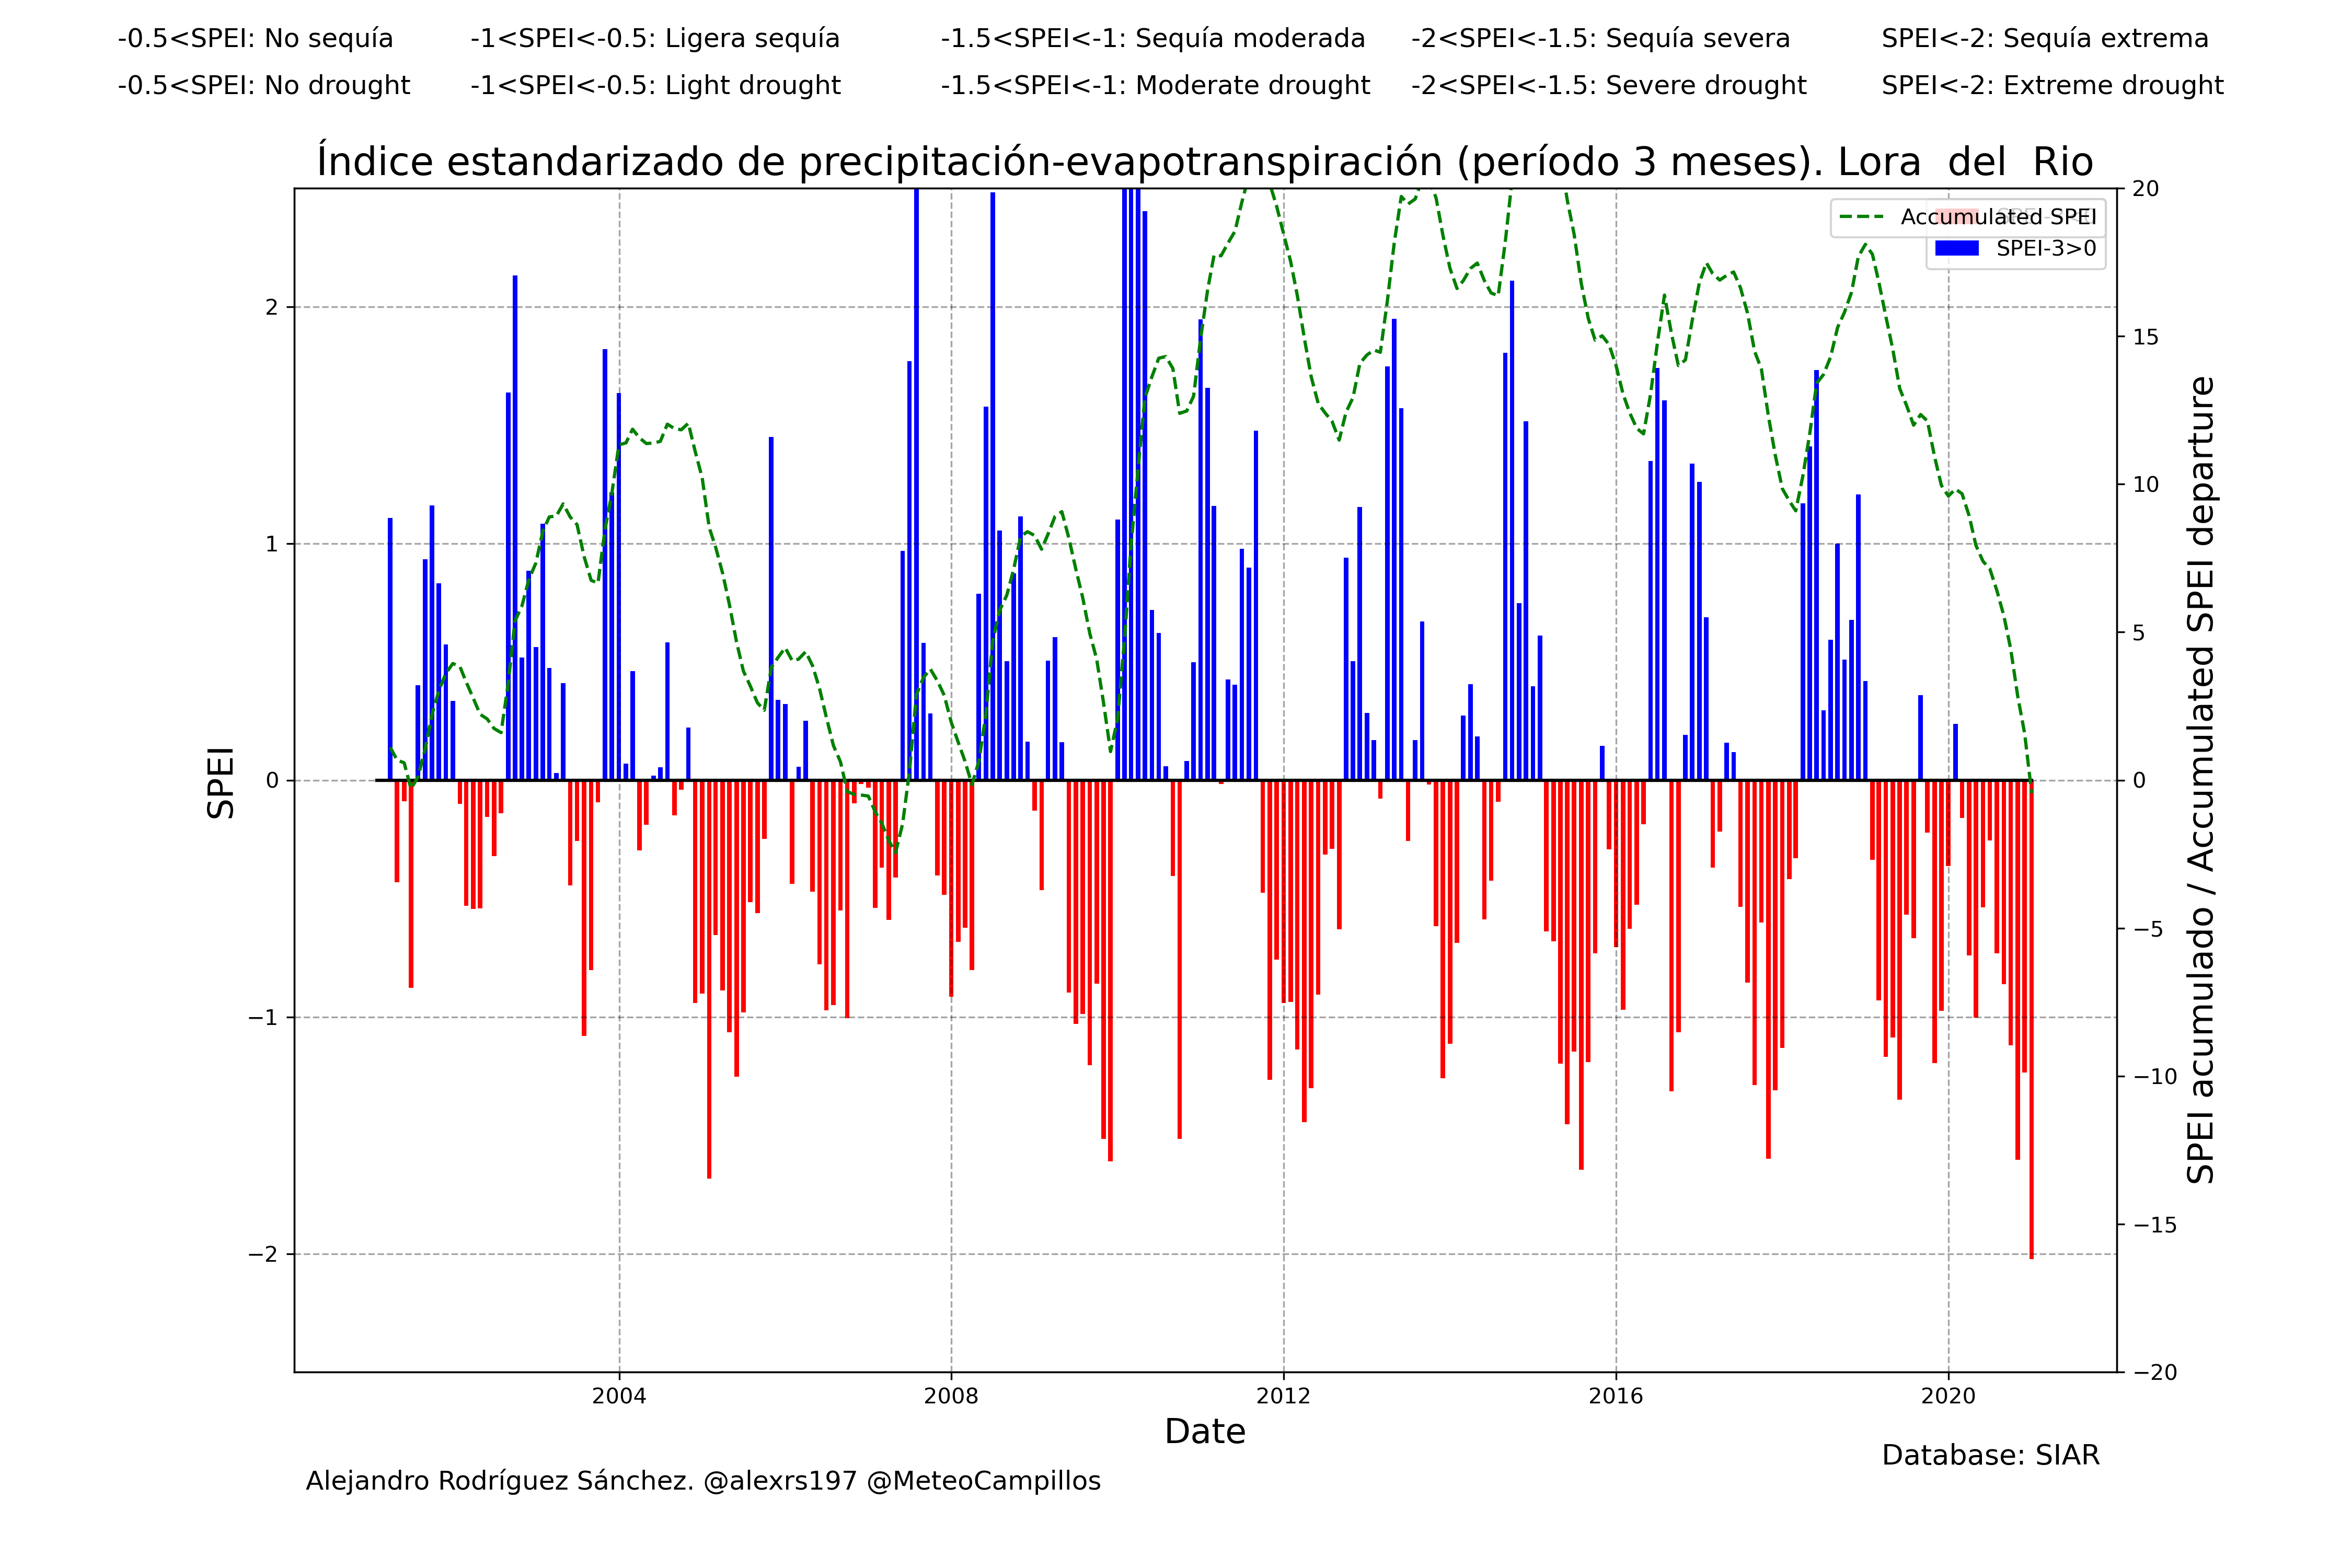 -0.5<SPEI: No sequía -1<SPEI<-0.5: Ligera sequía -1.5<SPEI<-1: Sequía moderada -2<SPEI<-1.5: Sequía severa SPEI<-2: Sequía extrema
-0.5<SPEI: No drought -1<SPEI<-0.5: Light drought -1.5<SPEI<-1: Moderate drought -2<SPEI<-1.5: Severe drought SPEI<-2: Extreme drought
Índice estandarizado de precipitación-evapotranspiración (período 3 meses). Lora del Rio
Accumulated SPEI
SPEI-3>0
SPEI
2
1
0
−1
−2
20
15
10
5
0
−5
−10
−15
−20
SPEI acumulado / Accumulated SPEI departure
2004 2008 2012 2016 2020
Date
Database: SIAR
Alejandro Rodríguez Sánchez. @alexrs197 @MeteoCampillos